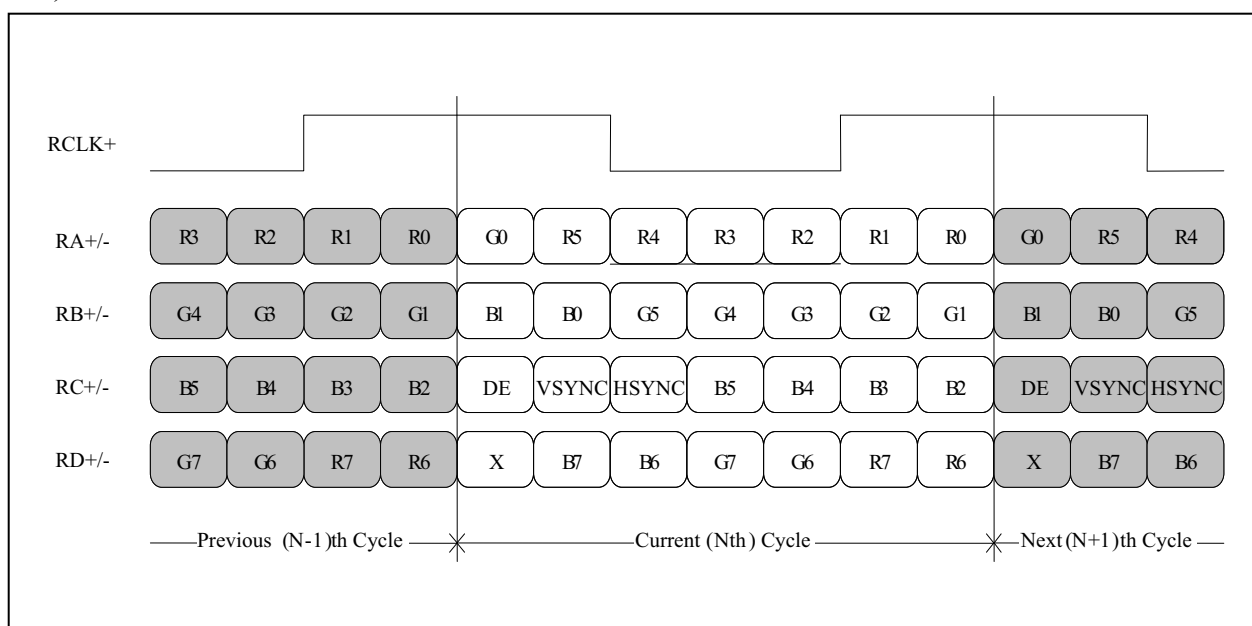 RCLK+
RA+/- R3 R2 R1 R0 G0 R5 R4 R3 R2 R1 R0 G0 R5 R4
RB+/- G4 G3 G2 G1 B1 B0 G5 G4 G3 G2 G1 B1 B0 G5
RC+/- B5 B4 B3 B2 DE VSYNC HSYNC B5 B4 B3 B2 DE VSYNC HSYNC
RD+/- G7 G6 R7 R6 X B7 B6 G7 G6 R7 R6 X B7 B6
Previous (N-1)th Cycle Current (Nth) Cycle Next (N+1)th Cycle